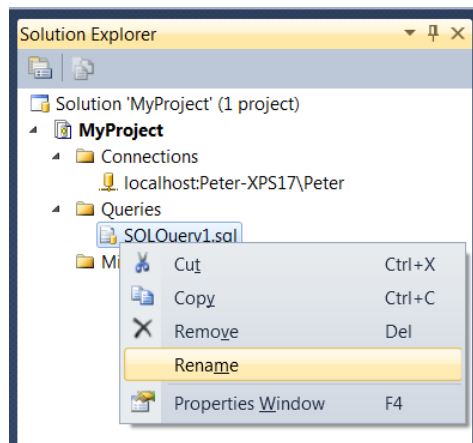 Solution Explorer
Solution 'MyProject' (1 project)
MyProject
Connections
localhost:Peter-XPS17\Peter
Queries
SQLQuery1.sql
Mi
Cut Ctrl+X
Copy Ctrl+C
Remove Del
Rename
Properties Window F4